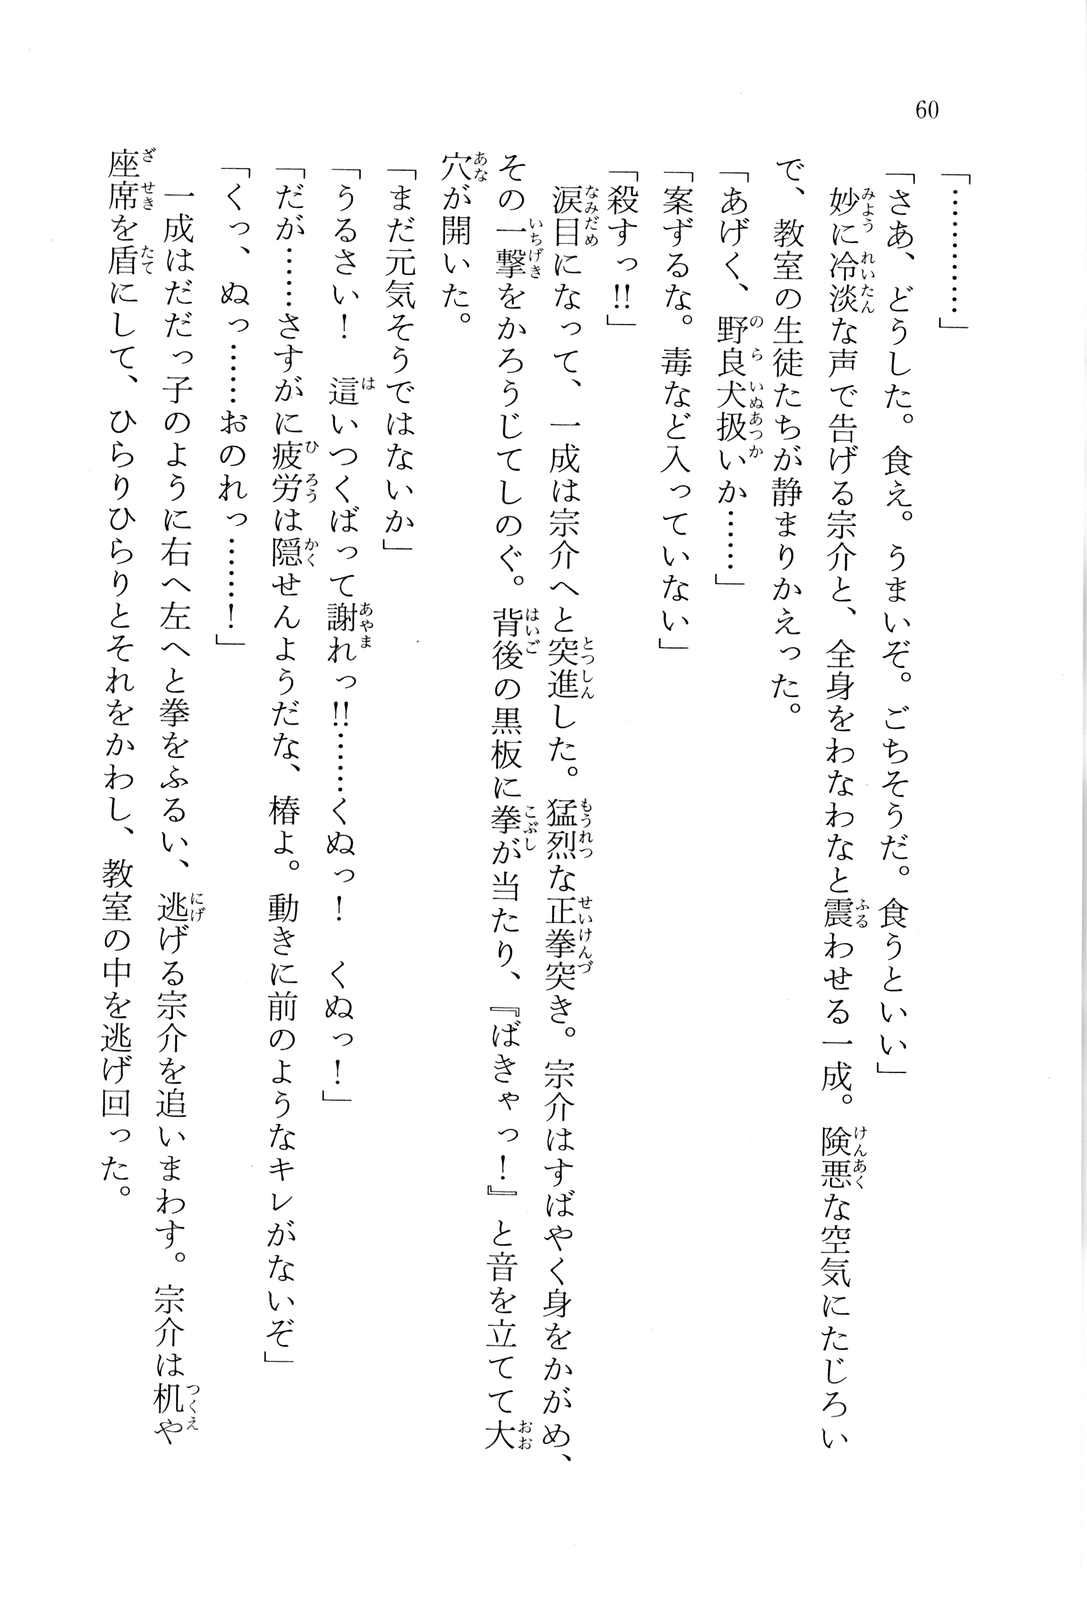 60
「…………」
「さあ、どうした。食え。うまいぞ。ごちそうだ。食うといい」
　妙に冷淡な声で告げる宗介と、全身をわなわなと震わせる一成。険悪な空気にたじろい
で、教室の生徒たちが静まりかえった。
「あげく、野良犬扱いか……」
「案ずるな。毒など入っていない」
「殺すっ!!」
　涙目になって、一成は宗介へと突進した。猛烈な正拳突き。宗介はすばやく身をかがめ、
その一撃をかろうじてしのぐ。背後の黒板に拳が当たり、『ばきゃっ！』と音を立てて大
穴が開いた。
「まだ元気そうではないか」
「うるさい！　這いつくばって謝れっ!!……くぬっ！　くぬっ！」
「だが……さすがに疲労は隠せんようだな、椿よ。動きに前のようなキレがないぞ」
「くっ、ぬっ……おのれっ……！」
　一成はだだっ子のように右へ左へと拳をふるい、逃げる宗介を追いまわす。宗介は机や
座席を盾にして、ひらりひらりとそれをかわし、教室の中を逃げ回った。